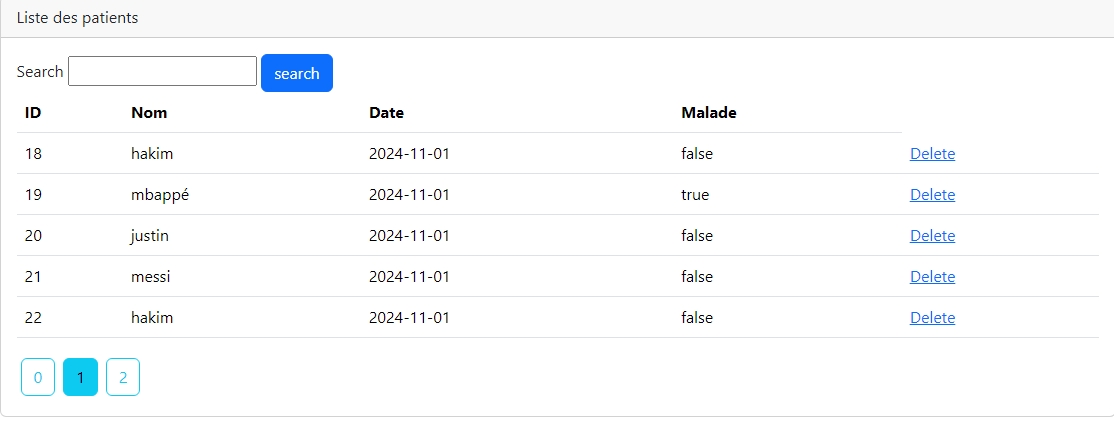 Liste des patients
Search search
ID Nom Date Malade
18 hakim 2024-11-01 false Delete
19 mbappé 2024-11-01 true Delete
20 justin 2024-11-01 false Delete
21 messi 2024-11-01 false Delete
22 hakim 2024-11-01 false Delete
0 1 2